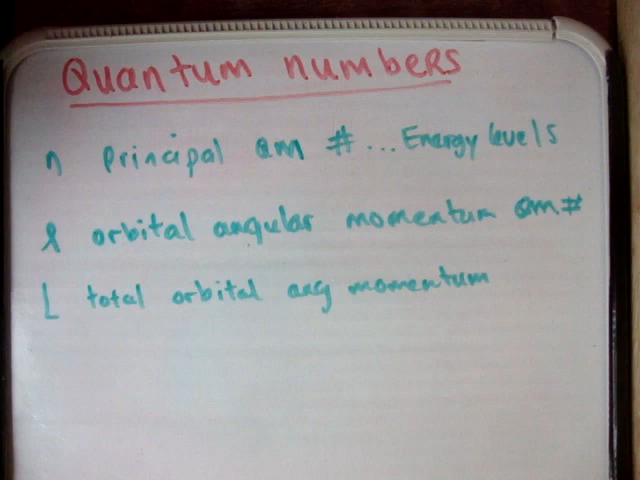 Quantum numbers
n principal Qm # ... Energy levels
l orbital angular momentum Qm #
L total orbital ang momentum